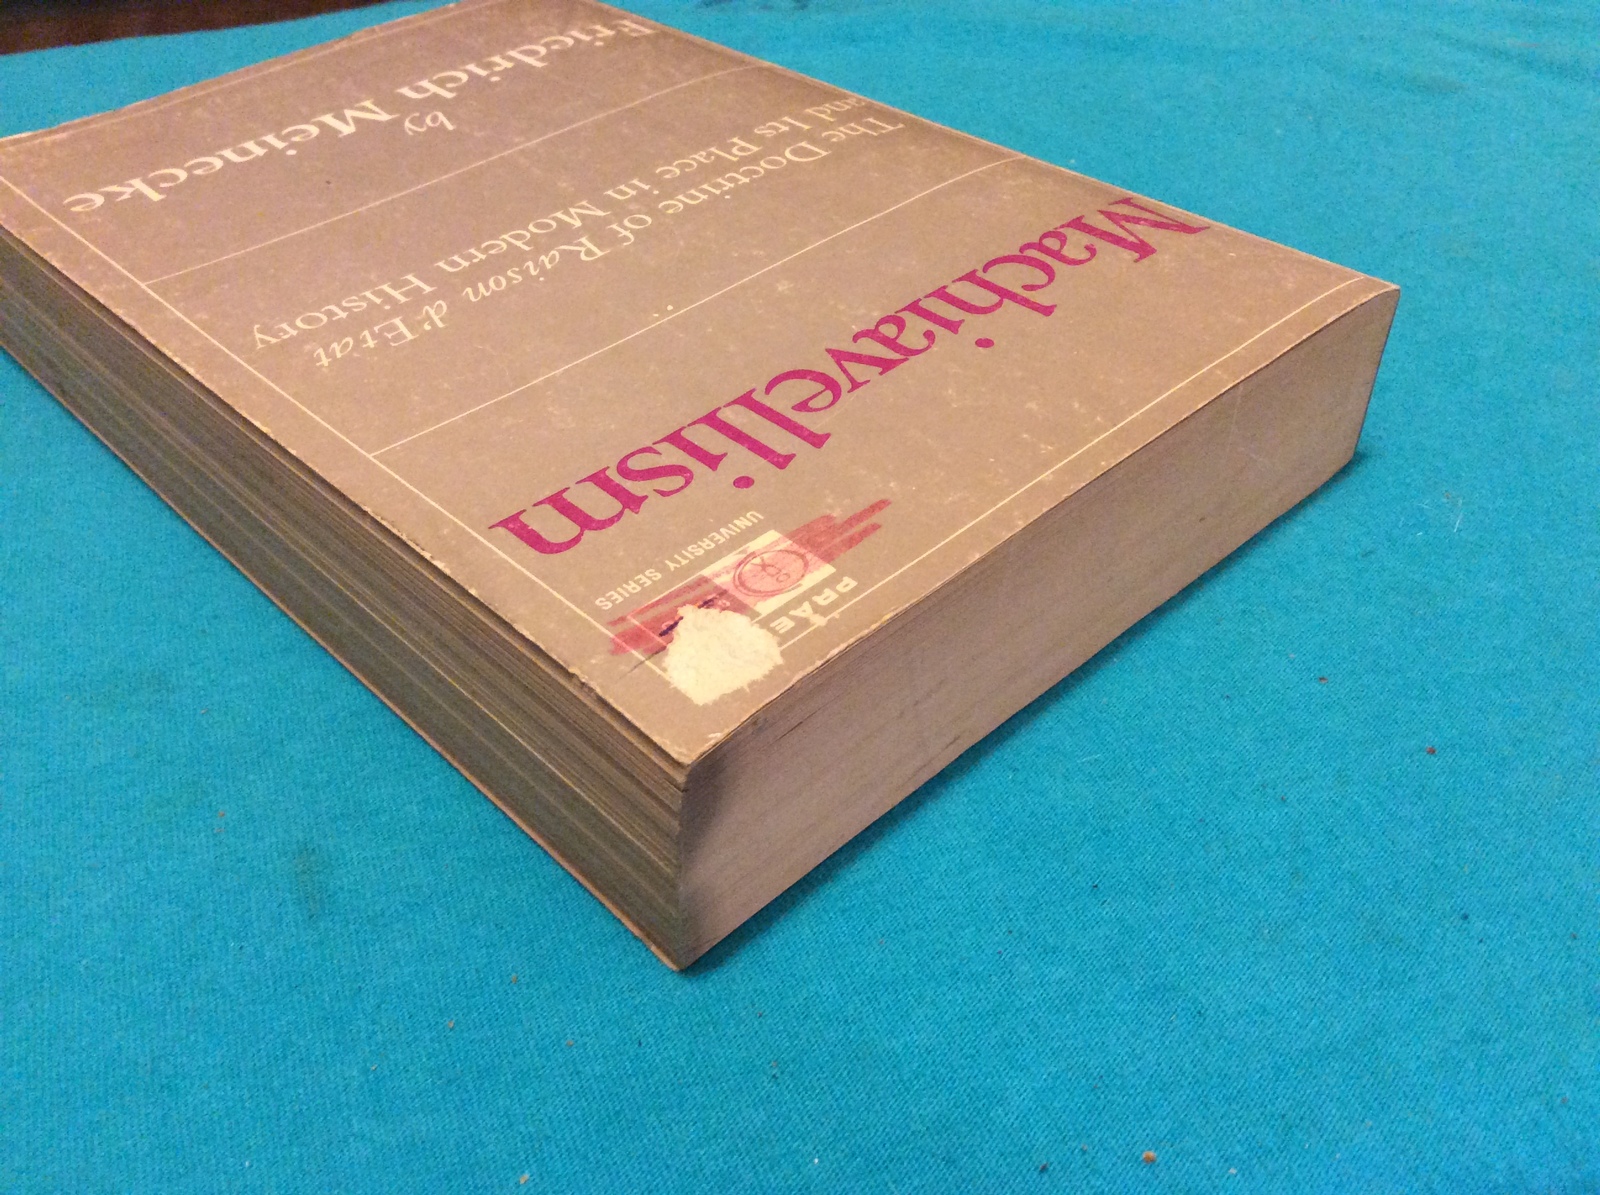 PRAE
UNIVERSITY SERIES
Machiavellism
The Doctrine of Raison d'Etat
and Its Place in Modern History
by
Friedrich Meinecke